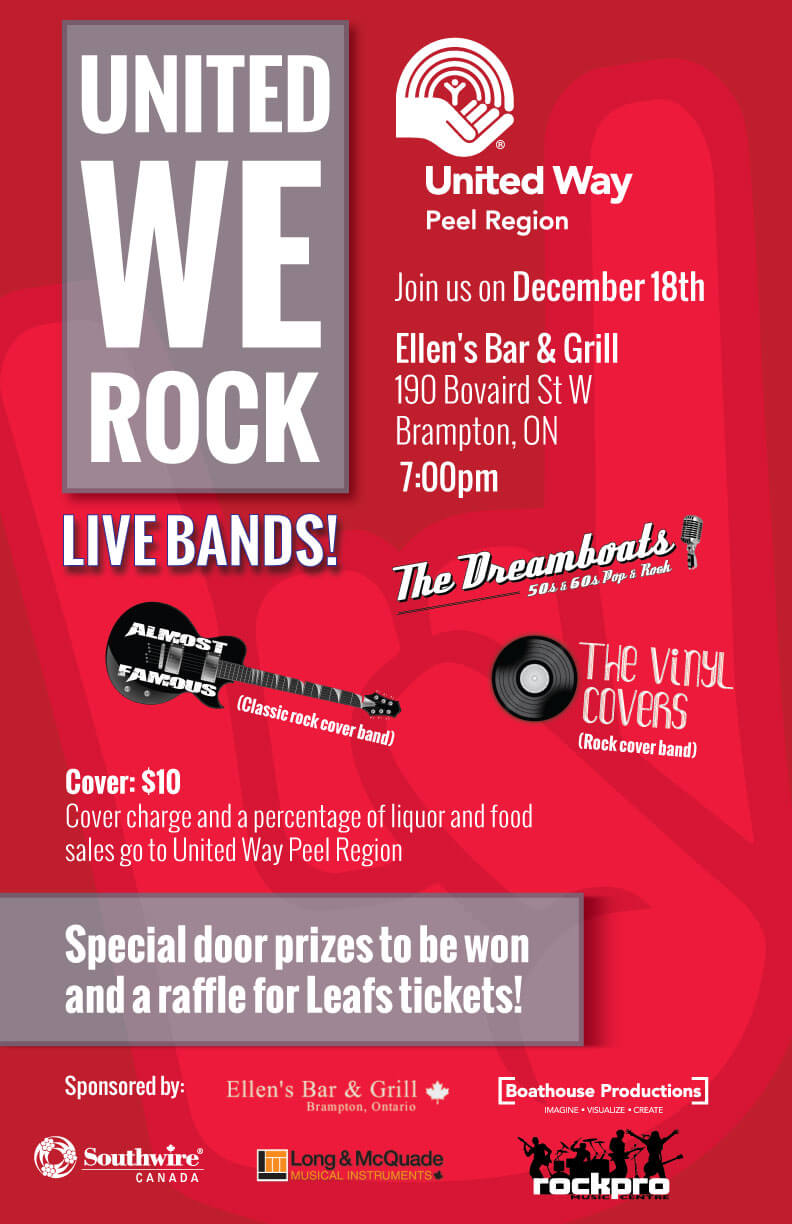 UNITED
WE
ROCK
®
United Way
Peel Region
Join us on December 18th
Ellen's Bar & Grill
190 Bovaird St W
Brampton, ON
7:00pm
LIVE BANDS!
The Dreamboats
50s & 60s Pop & Rock
ALMOST
FAMOUS
(Classic rock cover band)
THE ViNYL
COVERS
(Rock cover band)
Cover: $10
Cover charge and a percentage of liquor and food
sales go to United Way Peel Region
Special door prizes to be won
and a raffle for Leafs tickets!
Sponsored by:
Ellen's Bar & Grill
Brampton, Ontario
[Boathouse Productions]
IMAGINE • VISUALIZE • CREATE
Southwire®
CANADA
Long & McQuade
MUSICAL INSTRUMENTS
rockpro
MUSIC CENTRE